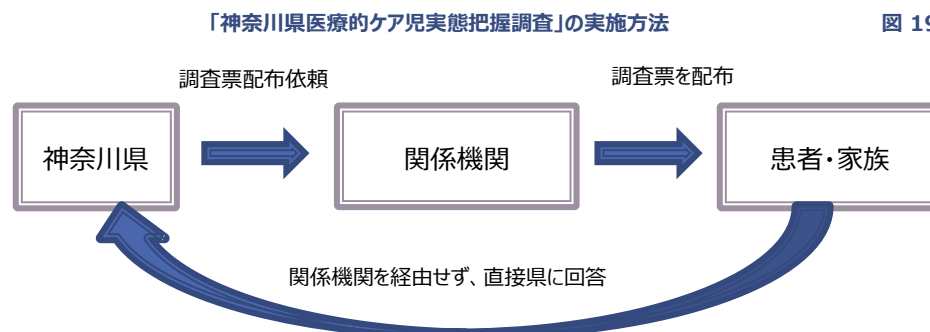 「神奈川県医療的ケア児実態把握調査」の実施方法
図 19
調査票配布依頼
調査票を配布
神奈川県
関係機関
患者・家族
関係機関を経由せず、直接県に回答